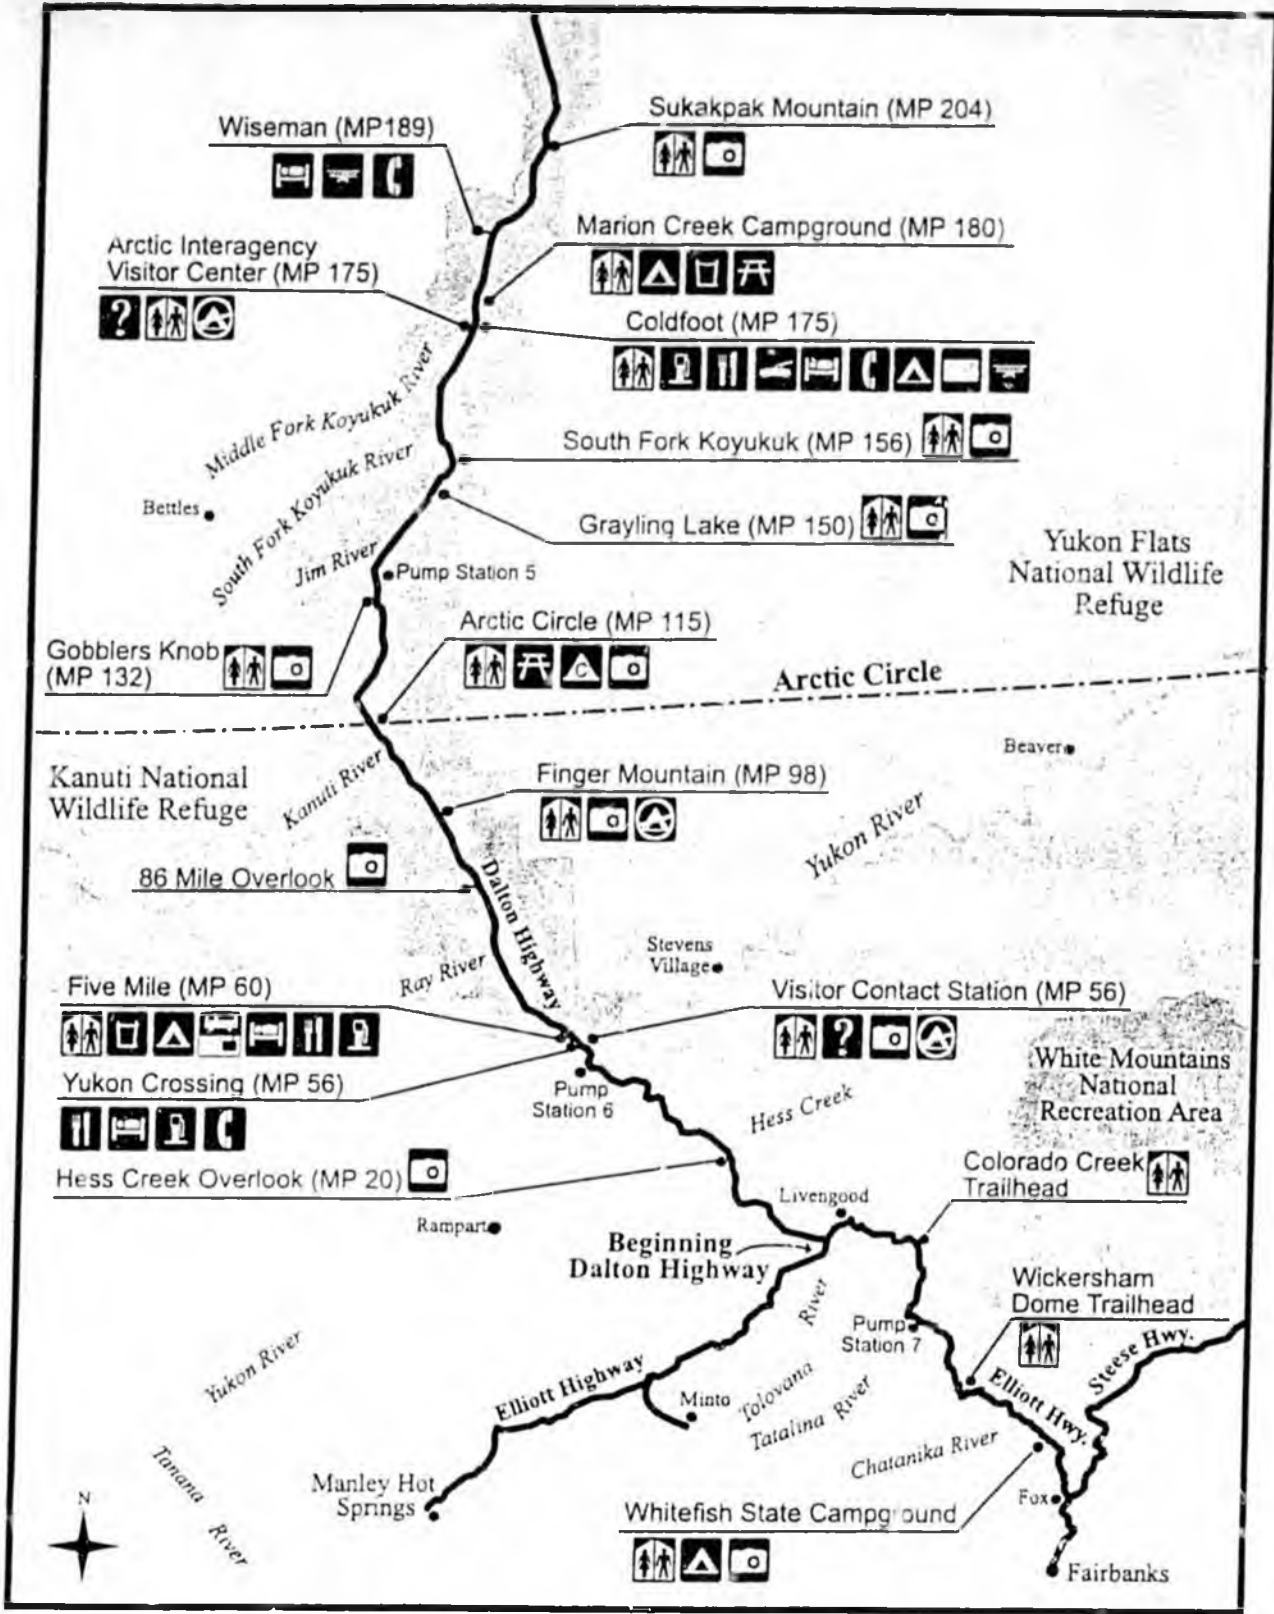 Sukakpak Mountain (MP 204)
Wiseman (MP189)
Marion Creek Campground (MP 180)
Arctic Interagency
Visitor Center (MP 175)
?
Coldfoot (MP 175)
Middle Fork Koyukuk River
South Fork Koyukuk (MP 156)
South Fork Koyukuk River
Bettles
Grayling Lake (MP 150)
Jim River
Pump Station 5
Yukon Flats
National Wildlife
Refuge
Arctic Circle (MP 115)
C
Gobblers Knob
(MP 132)
Arctic Circle
Beaver
Kanuti National
Wildlife Refuge
Kanuti River
Finger Mountain (MP 98)
Yukon River
86 Mile Overlook
Dalton Highway
Stevens
Village
Ray River
Five Mile (MP 60)
Visitor Contact Station (MP 56)
?
Yukon Crossing (MP 56)
Pump
Station 6
White Mountains
National
Recreation Area
Hess Creek
Hess Creek Overlook (MP 20)
Colorado Creek
Trailhead
Livengood
Rampart
Beginning
Dalton Highway
Wickersham
Dome Trailhead
River
Tolovana
Pump
Station 7
Steese Hwy.
Yukon River
Elliott Highway
Minto
Tatalina River
Elliott Hwy.
Chatanika River
Tanana
River
Manley Hot
Springs
N
Fox
Whitefish State Campground
Fairbanks